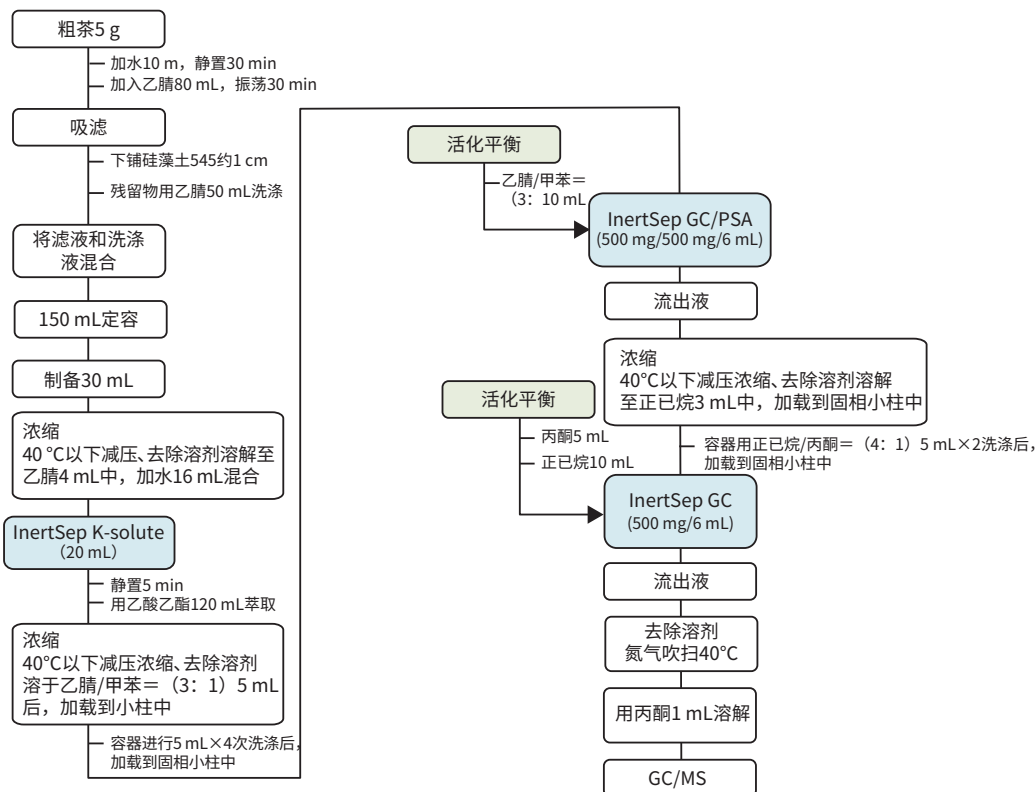 粗茶5 g
加水10 m，静置30 min
加入乙腈80 mL，振荡30 min
吸滤
下铺硅藻土545约1 cm
残留物用乙腈50 mL洗涤
将滤液和洗涤
液混合
150 mL定容
制备30 mL
浓缩
40 °C以下减压、去除溶剂溶解至
乙腈4 mL中，加水16 mL混合
InertSep K-solute
（20 mL）
静置5 min
用乙酸乙酯120 mL萃取
浓缩
40°C以下减压浓缩、去除溶剂
溶于乙腈/甲苯＝（3：1）5 mL
后，加载到小柱中
容器进行5 mL×4次洗涤后，
加载到固相小柱中
活化平衡
乙腈/甲苯＝
（3：10 mL
InertSep GC/PSA
(500 mg/500 mg/6 mL)
流出液
浓缩
40°C以下减压浓缩、去除溶剂溶解
至正已烷3 mL中，加载到固相小柱中
容器用正已烷/丙酮＝（4：1）5 mL×2洗涤后，
加载到固相小柱中
活化平衡
丙酮5 mL
正已烷10 mL
InertSep GC
(500 mg/6 mL)
流出液
去除溶剂
氮气吹扫40°C
用丙酮1 mL溶解
GC/MS